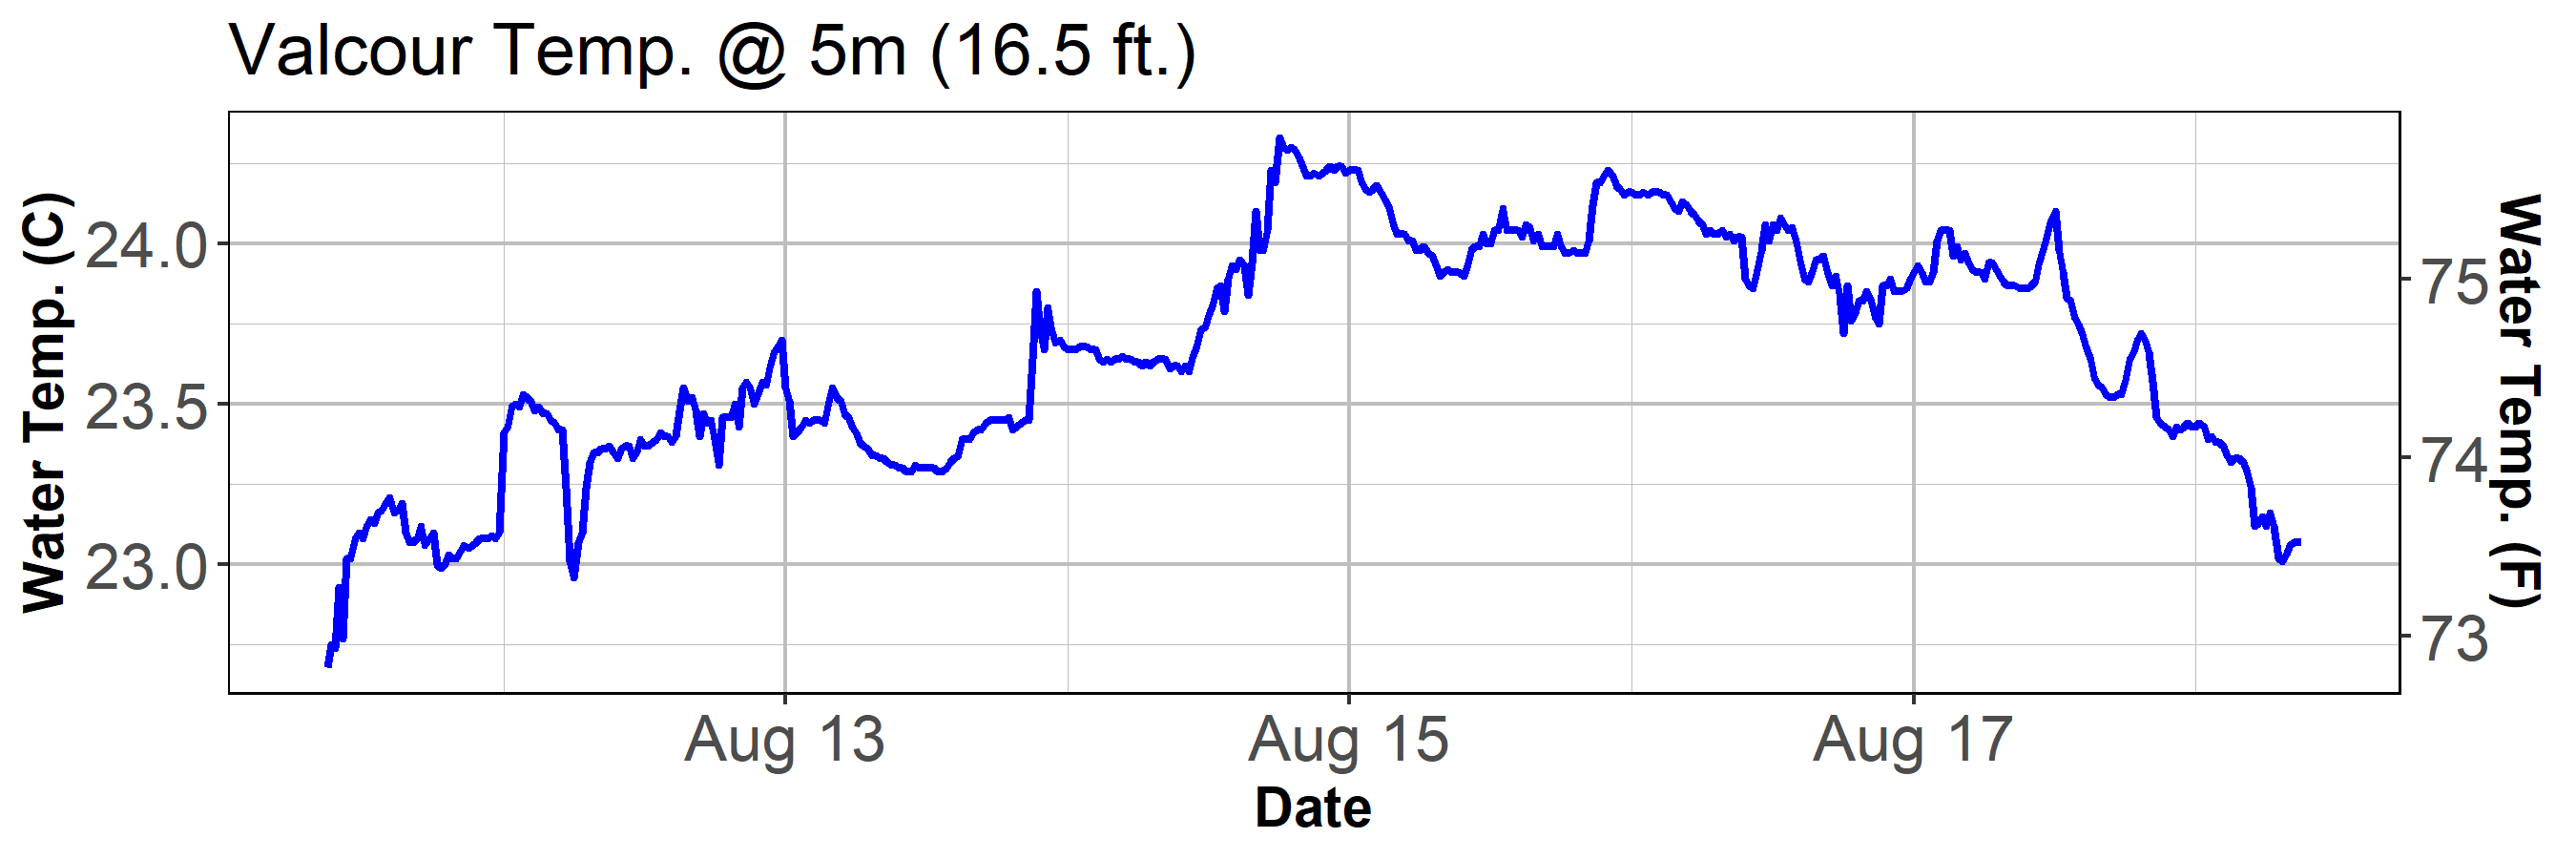 Valcour Temp. @ 5m (16.5 ft.)
Water Temp. (C)
24.0
23.5
23.0
Water Temp. (F)
75
74
73
Aug 13
Aug 15
Aug 17
Date